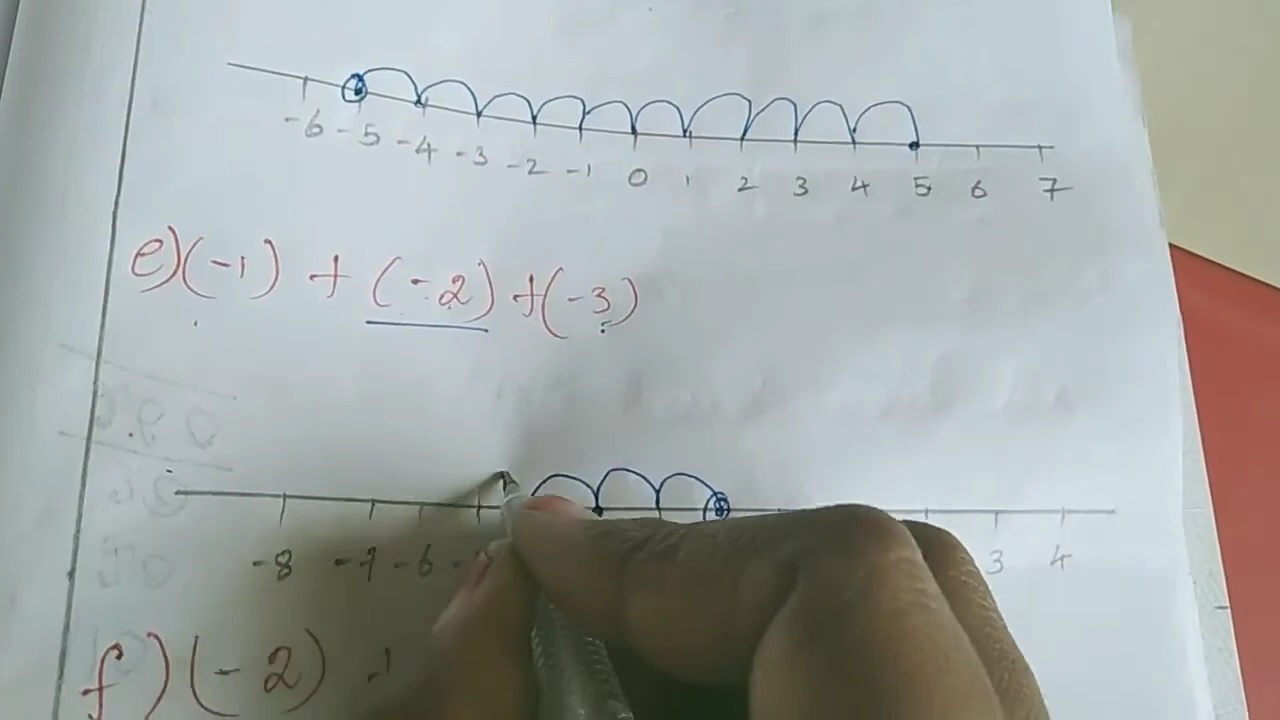 -6 -5 -4 -3 -2 -1 0 1 2 3 4 5 6 7
e) (-1) + (-2) + (-3)
-8 -7 -6 3 4
f) (-2)